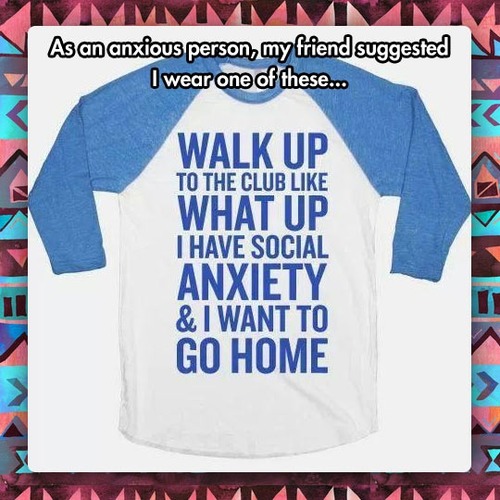 As an anxious person, my friend suggested
I wear one of these...
WALK UP
TO THE CLUB LIKE
WHAT UP
I HAVE SOCIAL
ANXIETY
& I WANT TO
GO HOME